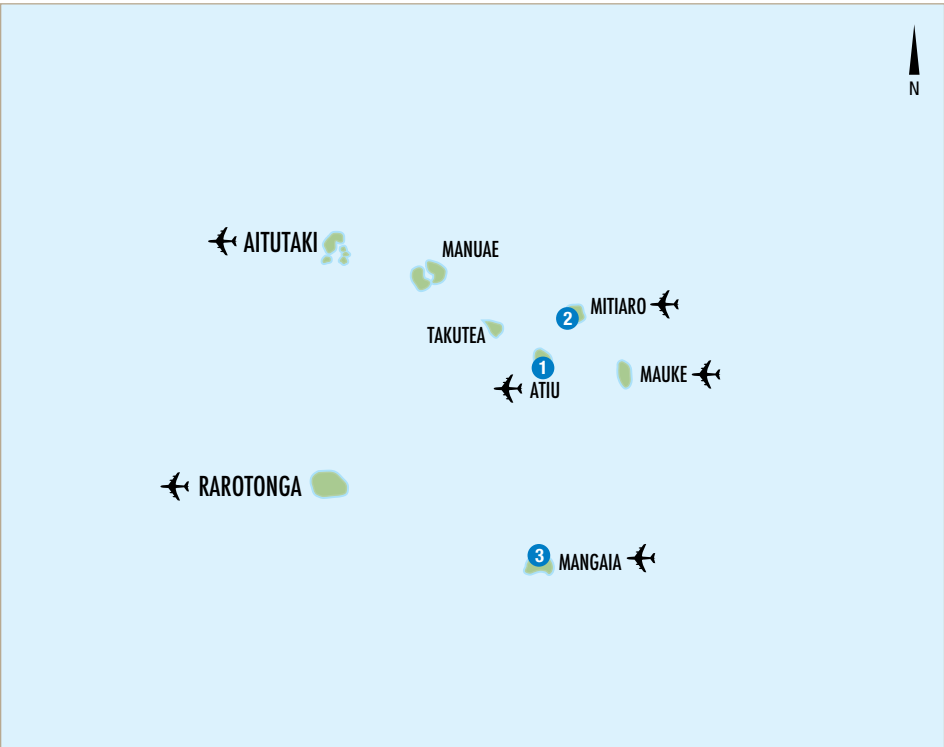 N
AITUTAKI
MANUAE
MITIARO
2
TAKUTEA
1
ATIU
MAUKE
RAROTONGA
3
MANGAIA